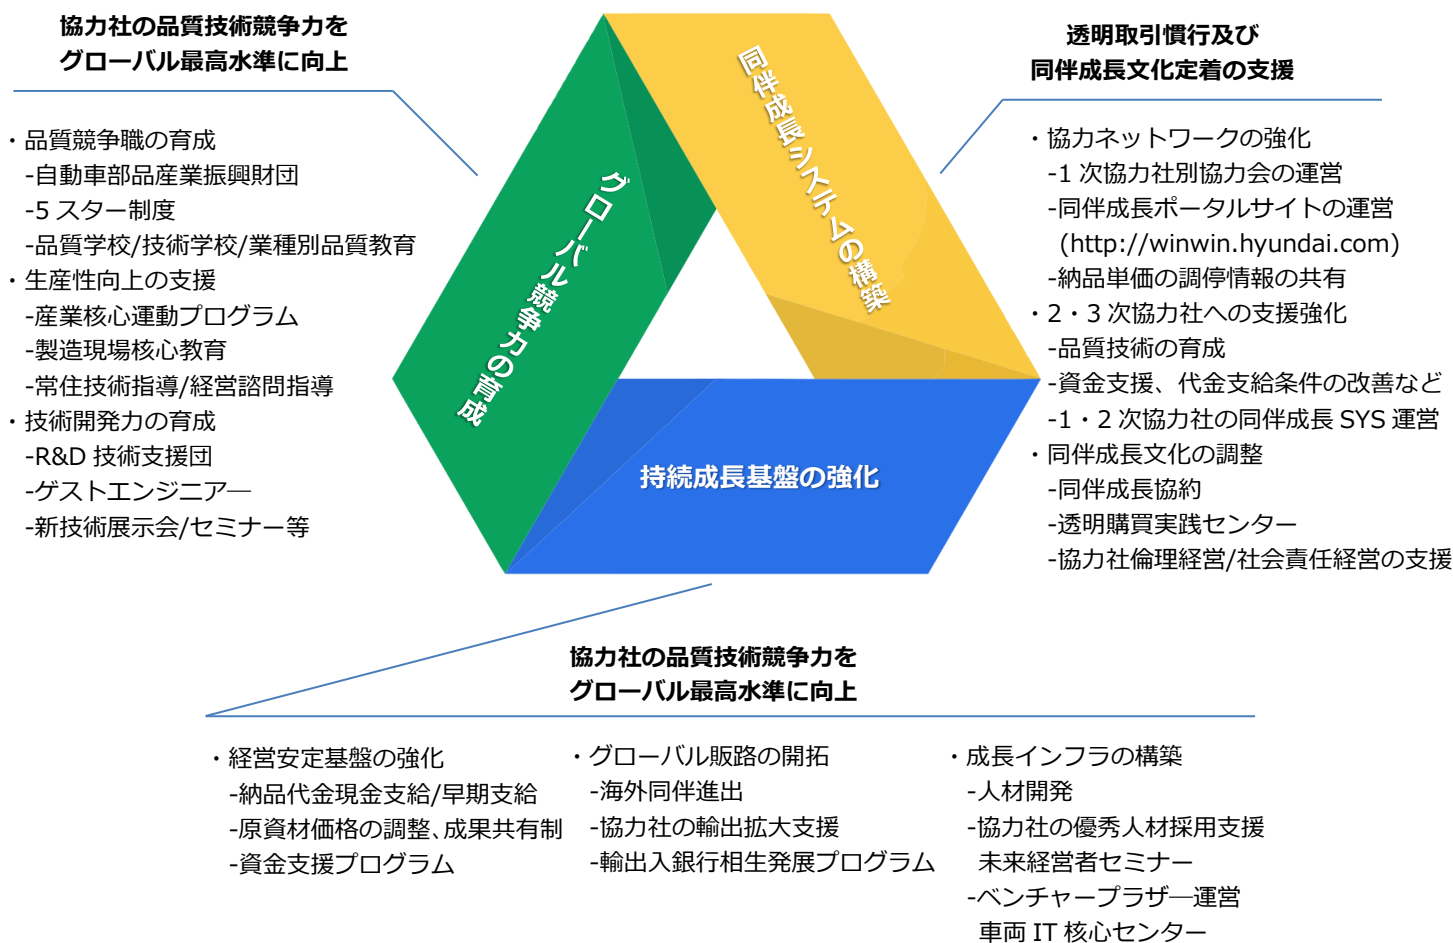 協力社の品質技術競争力を
グローバル最高水準に向上
・品質競争職の育成
-自動車部品産業振興財団
-5 スター制度
-品質学校/技術学校/業種別品質教育
・生産性向上の支援
-産業核心運動プログラム
-製造現場核心教育
-常住技術指導/経営諮問指導
・技術開発力の育成
-R&D 技術支援団
-ゲストエンジニア―
-新技術展示会/セミナー等
グローバル競争力の育成
同伴成長システムの構築
持続成長基盤の強化
透明取引慣行及び
同伴成長文化定着の支援
・協力ネットワークの強化
-1 次協力社別協力会の運営
-同伴成長ポータルサイトの運営
(http://winwin.hyundai.com)
-納品単価の調停情報の共有
・2・3 次協力社への支援強化
-品質技術の育成
-資金支援、代金支給条件の改善など
-1・2 次協力社の同伴成長 SYS 運営
・同伴成長文化の調整
-同伴成長協約
-透明購買実践センター
-協力社倫理経営/社会責任経営の支援
協力社の品質技術競争力を
グローバル最高水準に向上
・経営安定基盤の強化
-納品代金現金支給/早期支給
-原資材価格の調整、成果共有制
-資金支援プログラム
・グローバル販路の開拓
-海外同伴進出
-協力社の輸出拡大支援
-輸出入銀行相生発展プログラム
・成長インフラの構築
-人材開発
-協力社の優秀人材採用支援
未来経営者セミナー
-ベンチャープラザ―運営
車両 IT 核心センター